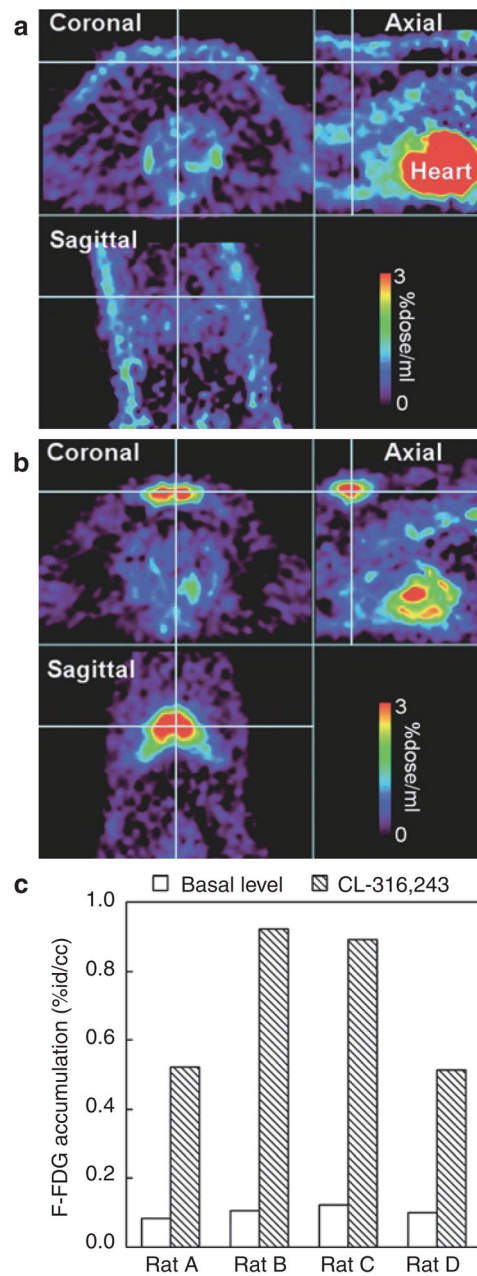 a
Coronal
Axial
Heart
Sagittal
3
%dose/ml
0
b
Coronal
Axial
Sagittal
3
%dose/ml
0
c
Basal level
CL-316,243
F-FDG accumulation (%id/cc)
1.0
0.8
0.6
0.4
0.2
0.0
Rat A
Rat B
Rat C
Rat D